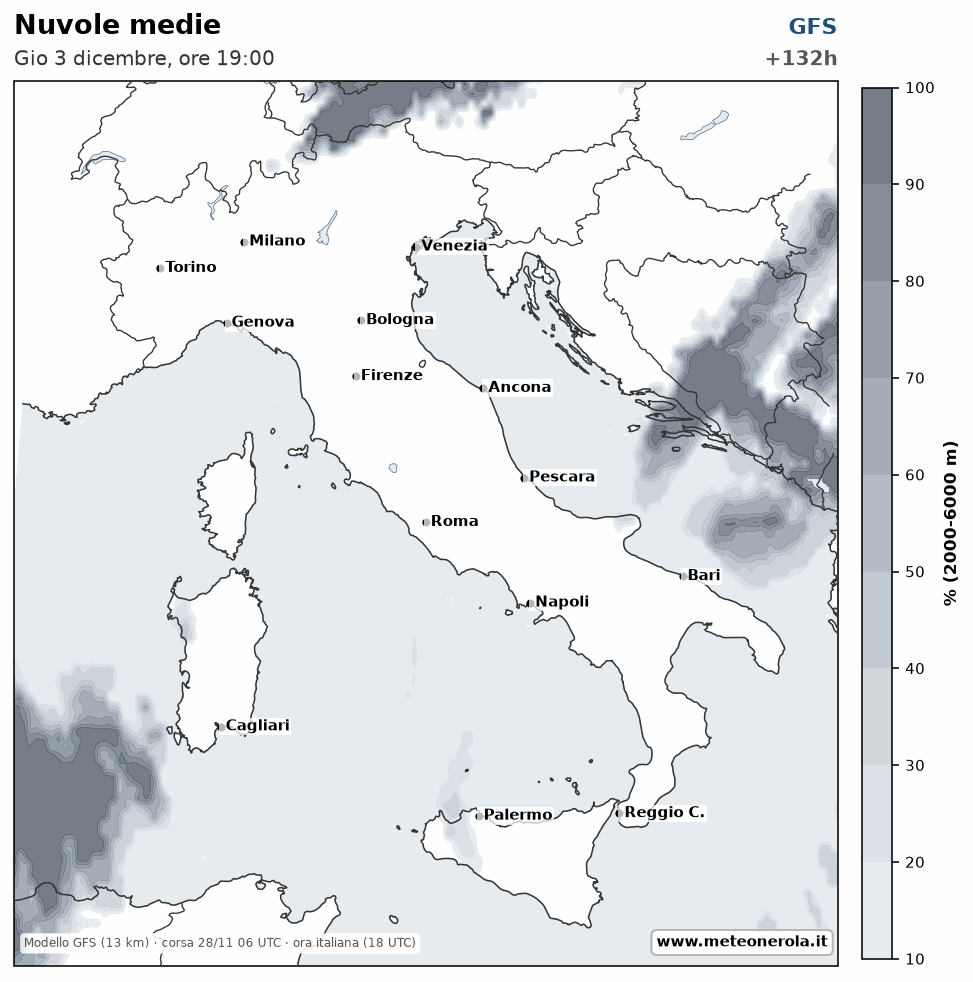 Nuvole medie
GFS
Gio 3 dicembre, ore 19:00
+132h
100
90
80
70
60
50
40
30
20
10
% (2000-6000 m)
Milano
Venezia
Torino
Genova
Bologna
Firenze
Ancona
Pescara
Roma
Bari
Napoli
Cagliari
Palermo
Reggio C.
Modello GFS (13 km) · corsa 28/11 06 UTC · ora italiana (18 UTC)
www.meteonerola.it